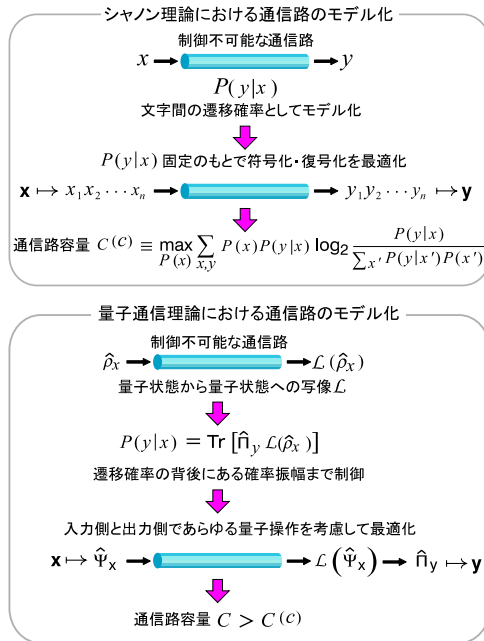 シャノン理論における通信路のモデル化
制御不可能な通信路
x y
P(y|x)
文字間の遷移確率としてモデル化
P(y|x) 固定のもとで符号化・復号化を最適化
x ↦ x₁x₂ ⋯ xₙ y₁y₂ ⋯ yₙ ↦ y
通信路容量 C^(c) ≡ max_{P(x)} ∑_{x,y} P(x)P(y|x) log₂ P(y|x) / ∑_{x'} P(y|x')P(x')
量子通信理論における通信路のモデル化
制御不可能な通信路
ρ̂ₓ ℒ(ρ̂ₓ)
量子状態から量子状態への写像ℒ
P(y|x) = Tr [Π̂_y ℒ(ρ̂ₓ)]
遷移確率の背後にある確率振幅まで制御
入力側と出力側であらゆる量子操作を考慮して最適化
x ↦ Ψ̂ₓ ℒ(Ψ̂ₓ) Π̂_y ↦ y
通信路容量 C > C^(c)